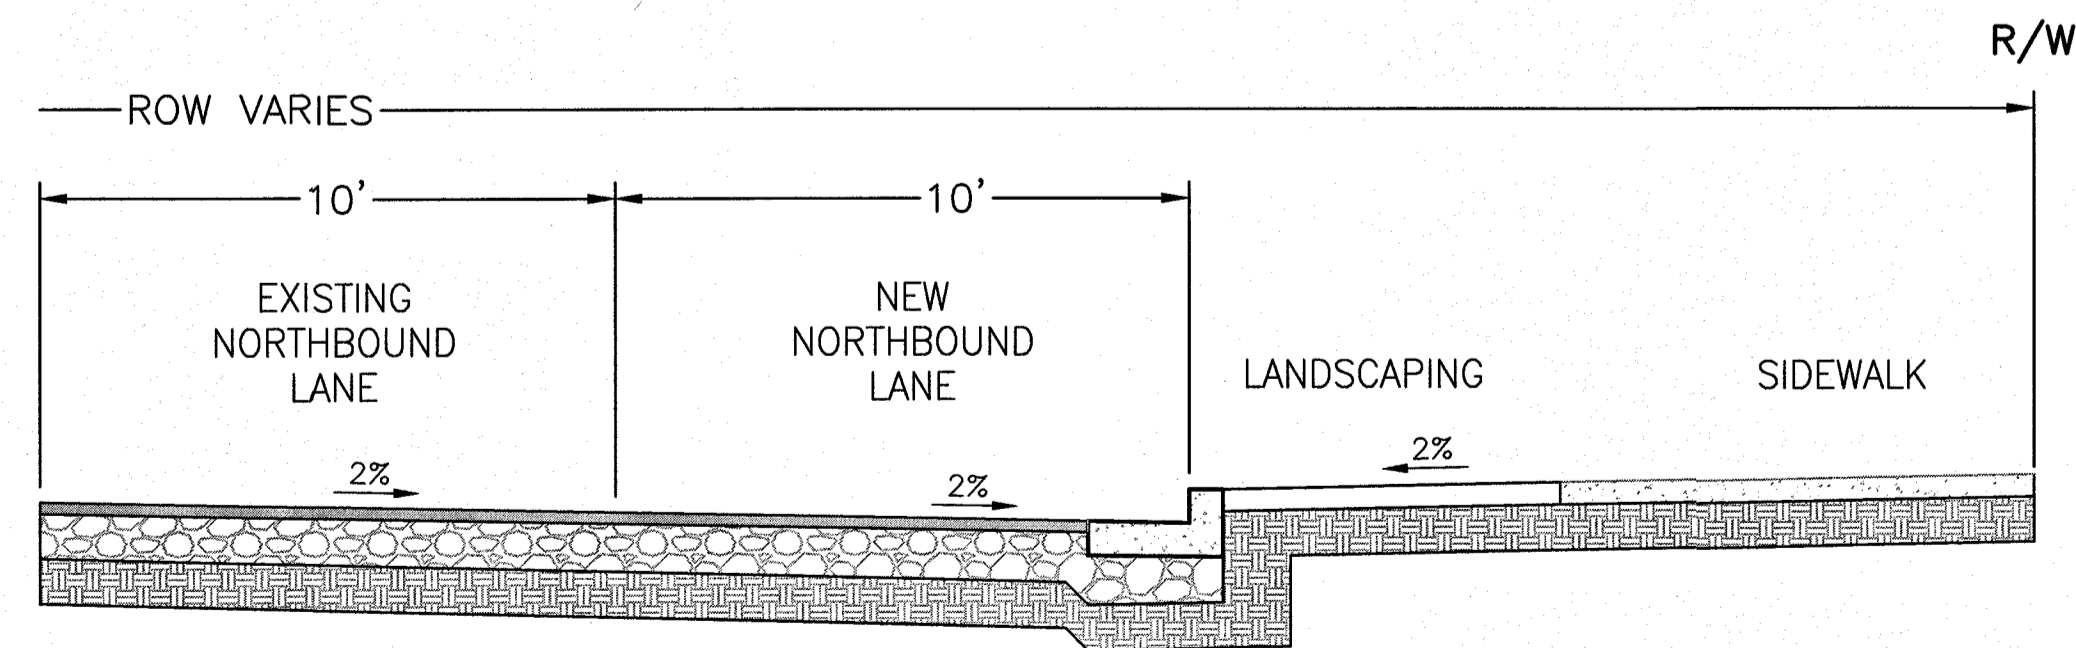 R/W
ROW VARIES
10'
10'
EXISTING
NORTHBOUND
LANE
NEW
NORTHBOUND
LANE
LANDSCAPING
SIDEWALK
2%
2%
2%